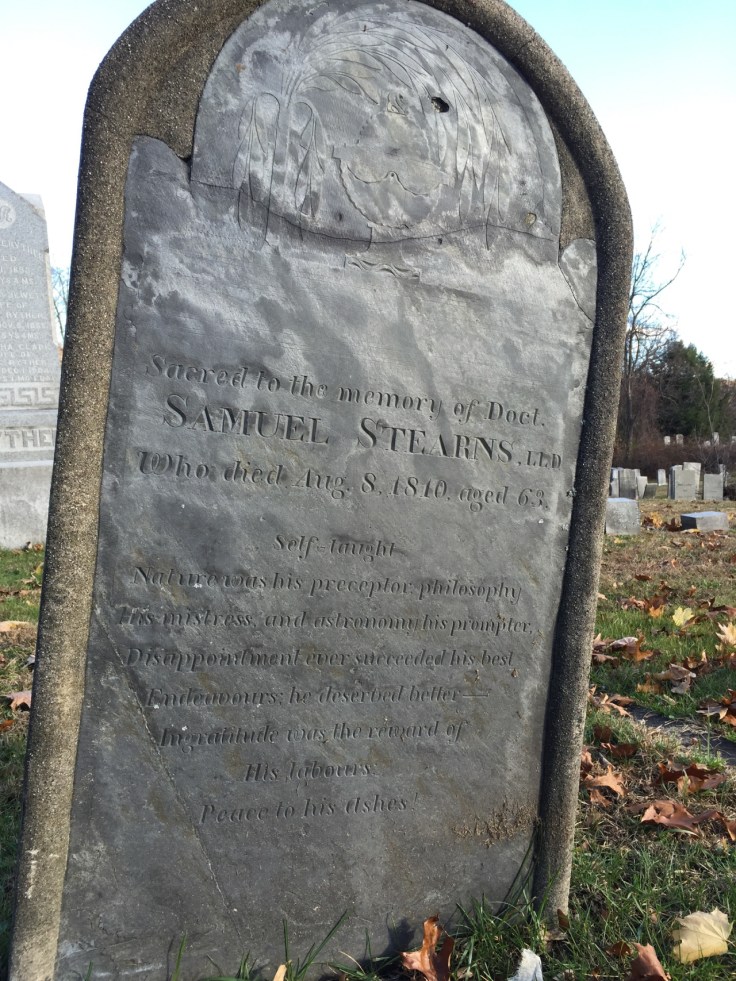 Sacred to the memory of Doct.
SAMUEL STEARNS, LLD
Who died Aug. 8, 1810, aged 63.
Self-taught
Nature was his preceptor philosophy
His mistress, and astronomy his prompter,
Disappointment ever succeeded his best
Endeavours; he deserved better—
Ingratitude was the reward of
His labours.
Peace to his Ashes!